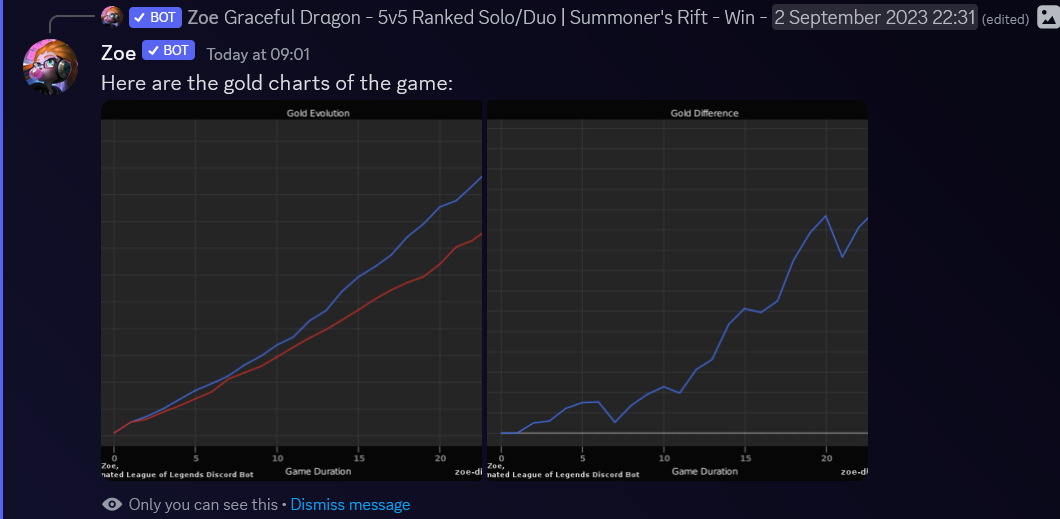 ✓ BOT Zoe Graceful Dragon - 5v5 Ranked Solo/Duo | Summoner's Rift - Win - 2 September 2023 22:31 (edited)
Zoe ✓ BOT Today at 09:01
Here are the gold charts of the game:
Gold Evolution
0 5 10 15 20
Zoe,
nated League of Legends Discord Bot
Game Duration
zoe-di
Gold Difference
0 5 10 15 20
Zoe,
nated League of Legends Discord Bot
Game Duration
zoe-di
Only you can see this • Dismiss message